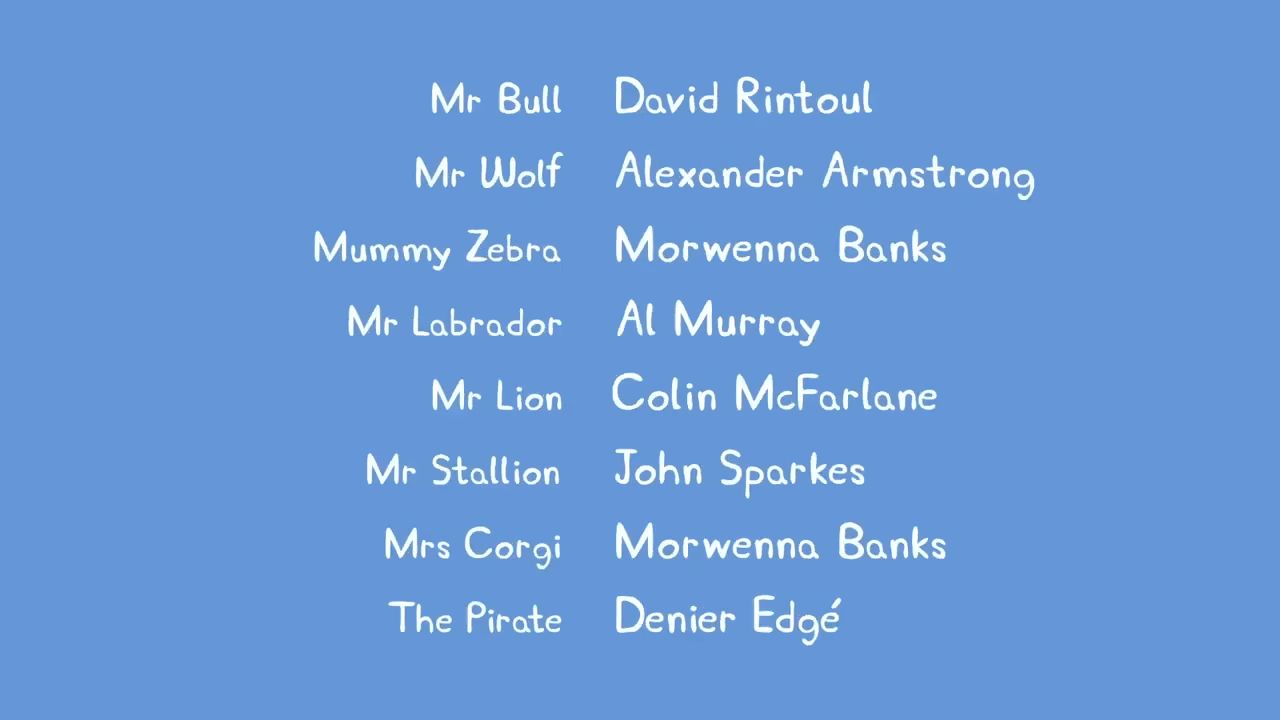 Mr Bull David Rintoul
Mr Wolf Alexander Armstrong
Mummy Zebra Morwenna Banks
Mr Labrador Al Murray
Mr Lion Colin McFarlane
Mr Stallion John Sparkes
Mrs Corgi Morwenna Banks
The Pirate Denier Edgé